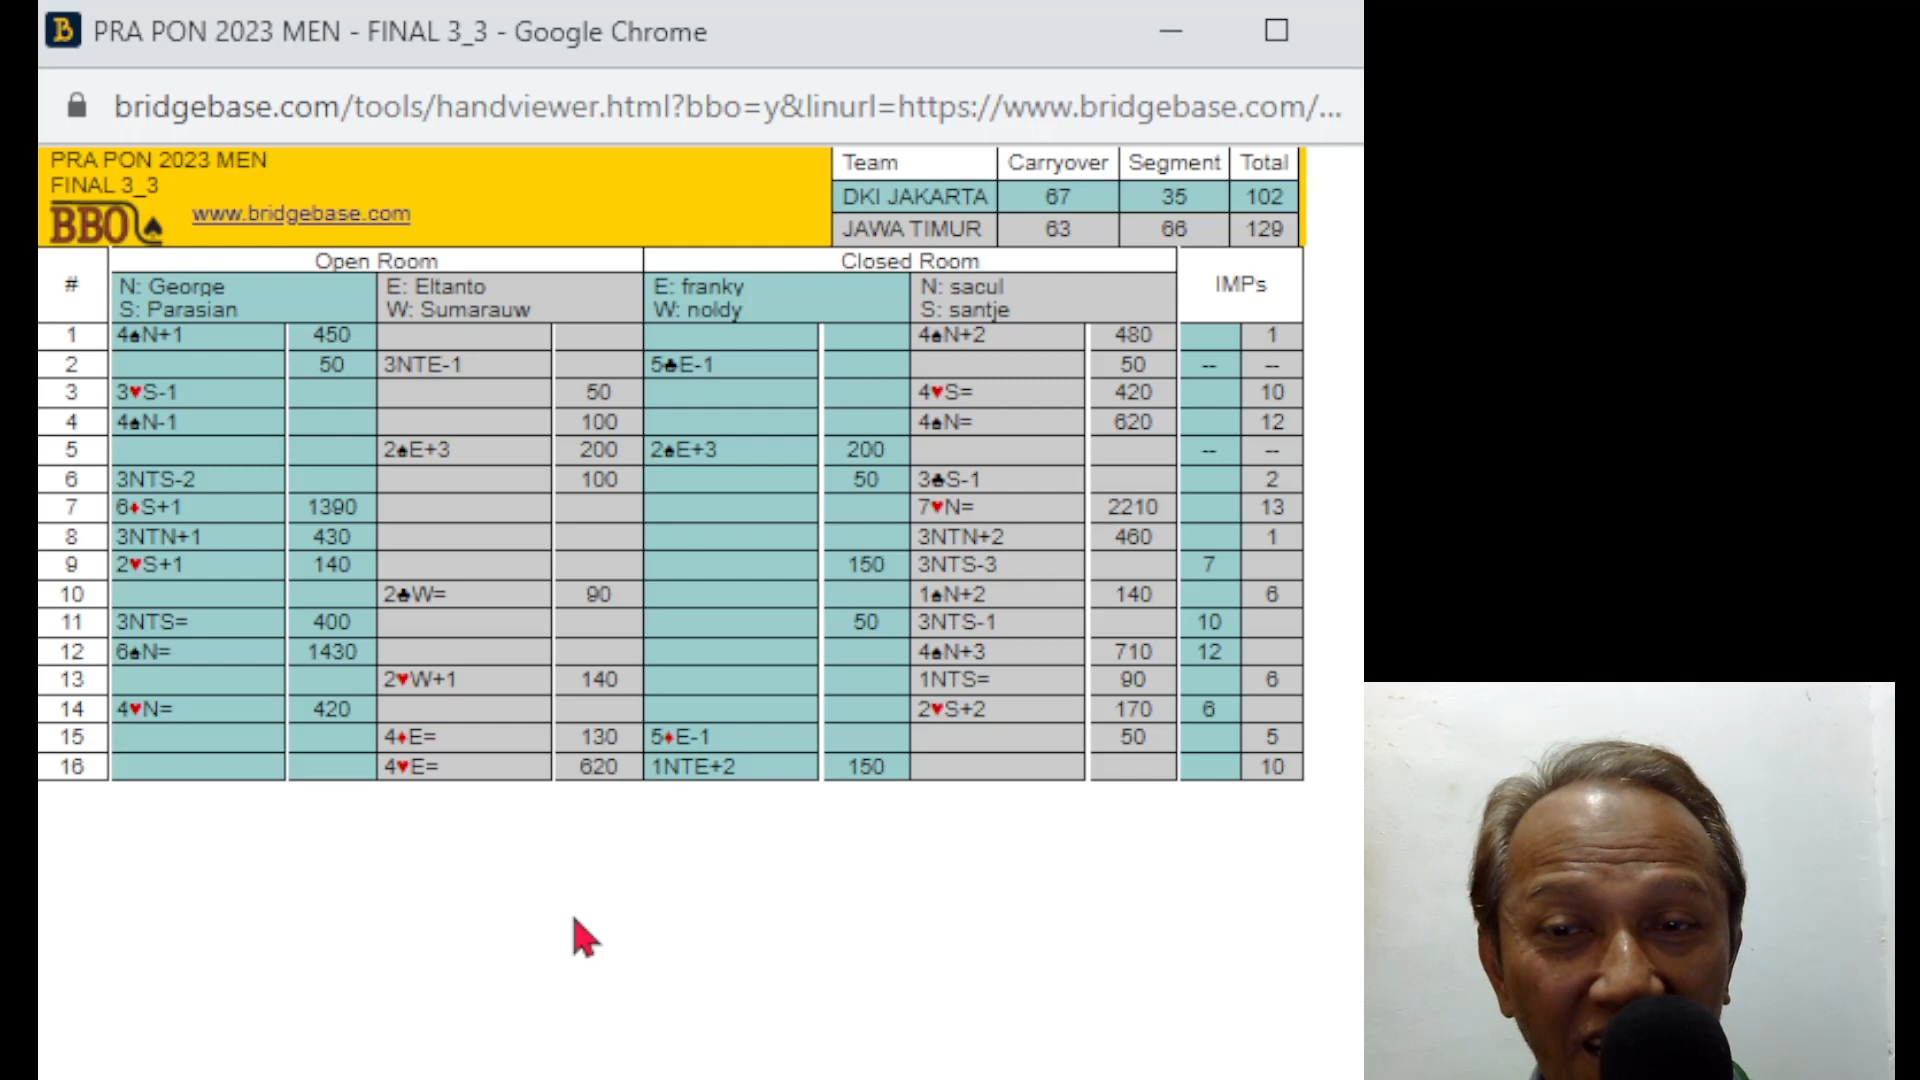 PRA PON 2023 MEN - FINAL 3_3 - Google Chrome
bridgebase.com/tools/handviewer.html?bbo=y&linurl=https://www.bridgebase.com/...
PRA PON 2023 MEN
FINAL 3_3
BBO www.bridgebase.com
Team Carryover Segment Total
DKI JAKARTA 67 35 102
JAWA TIMUR 63 66 129
# Open Room Closed Room IMPs
N: George E: Eltanto E: franky N: sacul
S: Parasian W: Sumarauw W: noldy S: santje
1 4♠N+1 450 4♠N+2 480 1
2 50 3NTE-1 5♣E-1 50 -- --
3 3♥S-1 50 4♥S= 420 10
4 4♠N-1 100 4♠N= 620 12
5 2♠E+3 200 2♠E+3 200 -- --
6 3NTS-2 100 50 3♣S-1 2
7 6♦S+1 1390 7♥N= 2210 13
8 3NTN+1 430 3NTN+2 460 1
9 2♥S+1 140 150 3NTS-3 7
10 2♣W= 90 1♠N+2 140 6
11 3NTS= 400 50 3NTS-1 10
12 6♠N= 1430 4♠N+3 710 12
13 2♥W+1 140 1NTS= 90 6
14 4♥N= 420 2♥S+2 170 6
15 4♦E= 130 5♦E-1 50 5
16 4♥E= 620 1NTE+2 150 10